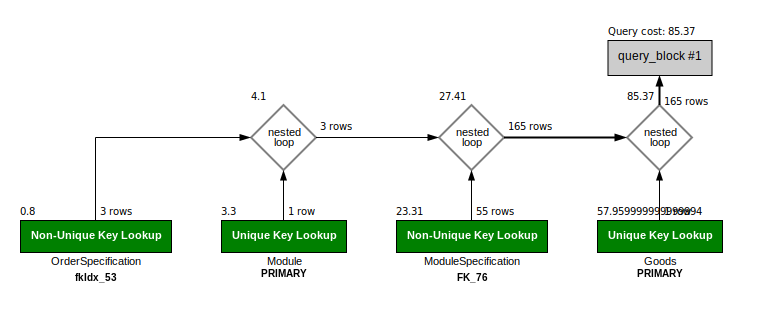 Query cost: 85.37
query_block #1
4.1
27.41
85.37
165 rows
nested
loop
3 rows
nested
loop
165 rows
nested
loop
0.8
3 rows
3.3
1 row
23.31
55 rows
57.959999999999994
1 row
Non-Unique Key Lookup
Unique Key Lookup
Non-Unique Key Lookup
Unique Key Lookup
OrderSpecification
Module
ModuleSpecification
Goods
fkIdx_53
PRIMARY
FK_76
PRIMARY